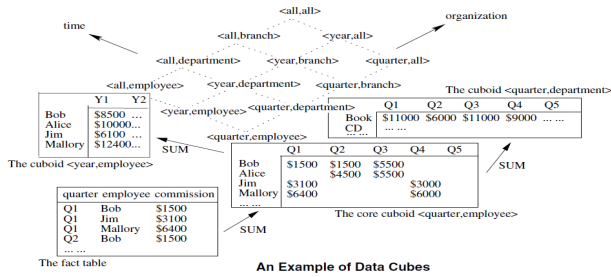 <all,all>
time
organization
<all,branch> <year,all>
<all,department> <year,branch> <quarter,all>
<all,employee> <year,department> <quarter,branch>
<year,employee> <quarter,department>
<quarter,employee>
Y1 Y2
Bob $8500 ...
Alice $10000...
Jim $6100 ...
Mallory $12400...
The cuboid <year,employee>
SUM
The cuboid <quarter,department>
Q1 Q2 Q3 Q4 Q5
Book $11000 $6000 $11000 $9000 ...
CD ... ...
... ...
SUM
Q1 Q2 Q3 Q4 Q5
Bob $1500 $1500 $5500
Alice $4500 $5500
Jim $3100 $3000
Mallory $6400 $6000
... ...
The core cuboid <quarter,employee>
SUM
quarter employee commission
Q1 Bob $1500
Q1 Jim $3100
Q1 Mallory $6400
Q2 Bob $1500
... ...
The fact table
An Example of Data Cubes